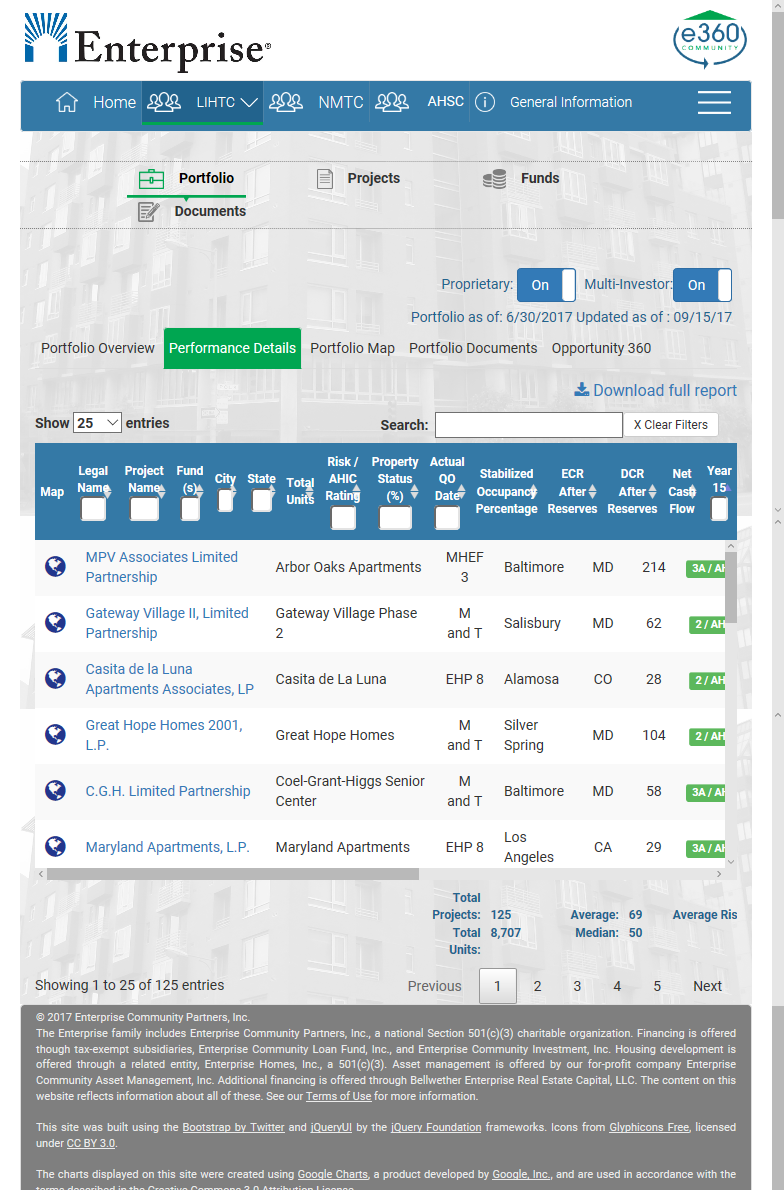 Enterprise®
e360
COMMUNITY
Home LIHTC NMTC AHSC General Information
Portfolio Projects Funds
Documents
Proprietary: On Multi-Investor: On
Portfolio as of: 6/30/2017 Updated as of : 09/15/17
Portfolio Overview Performance Details Portfolio Map Portfolio Documents Opportunity 360
Download full report
Show 25 entries Search: X Clear Filters
Map
Legal
Name
Project
Name
Fund
(s)
City
State
Total
Units
Risk /
AHIC
Rating
Property
Status
(%)
Actual
QO
Date
Stabilized
Occupancy
Percentage
ECR
After
Reserves
DCR
After
Reserves
Net
Cash
Flow
Year
15
MPV Associates Limited
Partnership
Arbor Oaks Apartments
MHEF
3
Baltimore MD 214 3A / AH
Gateway Village II, Limited
Partnership
Gateway Village Phase
2
M
and T
Salisbury MD 62 2 / AH
Casita de la Luna
Apartments Associates, LP
Casita de La Luna EHP 8 Alamosa CO 28 2 / AH
Great Hope Homes 2001,
L.P.
Great Hope Homes
M
and T
Silver
Spring
MD 104 2 / AH
C.G.H. Limited Partnership
Coel-Grant-Higgs Senior
Center
M
and T
Baltimore MD 58 3A / AH
Maryland Apartments, L.P. Maryland Apartments EHP 8
Los
Angeles
CA 29 3A / AH
Total
Projects: 125 Average: 69 Average Ris
Total 8,707 Median: 50
Units:
Showing 1 to 25 of 125 entries Previous 1 2 3 4 5 Next
© 2017 Enterprise Community Partners, Inc.
The Enterprise family includes Enterprise Community Partners, Inc., a national Section 501(c)(3) charitable organization. Financing is offered
though tax-exempt subsidiaries, Enterprise Community Loan Fund, Inc., and Enterprise Community Investment, Inc. Housing development is
offered through a related entity, Enterprise Homes, Inc., a 501(c)(3). Asset management is offered by our for-profit company Enterprise
Community Asset Management, Inc. Additional financing is offered through Bellwether Enterprise Real Estate Capital, LLC. The content on this
website reflects information about all of these. See our Terms of Use for more information.
This site was built using the Bootstrap by Twitter and jQueryUI by the jQuery Foundation frameworks. Icons from Glyphicons Free, licensed
under CC BY 3.0.
The charts displayed on this site were created using Google Charts, a product developed by Google, Inc., and are used in accordance with the
terms described in the Creative Commons 3.0 Attribution License.